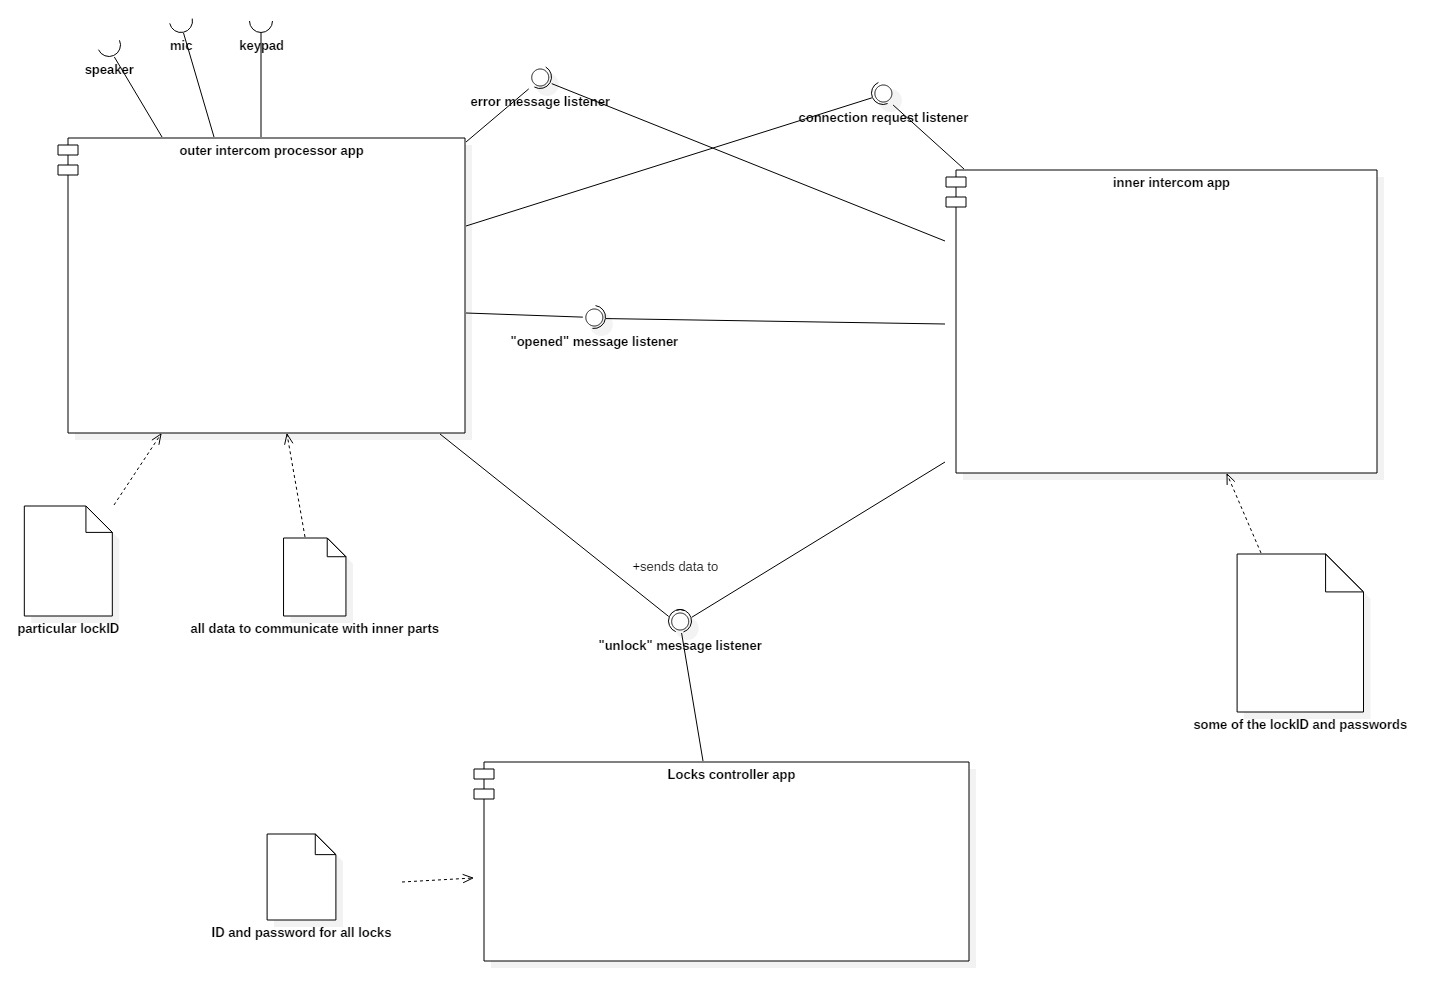 mic
keypad
speaker
error message listener
connection request listener
outer intercom processor app
inner intercom app
"opened" message listener
+sends data to
particular lockID
all data to communicate with inner parts
"unlock" message listener
some of the lockID and passwords
Locks controller app
ID and password for all locks